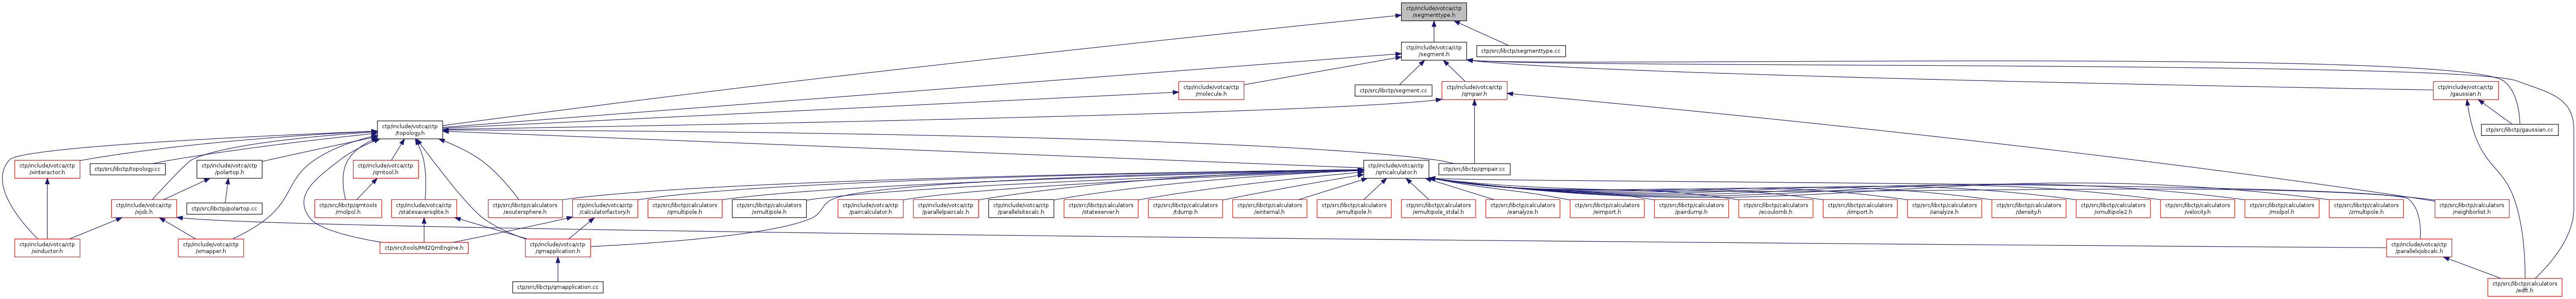 ctp/include/votca/ctp
/segmenttype.h
ctp/include/votca/ctp
/segment.h
ctp/src/libctp/segmenttype.cc
ctp/include/votca/ctp
/molecule.h
ctp/src/libctp/segment.cc
ctp/include/votca/ctp
/qmpair.h
ctp/include/votca/ctp
/gaussian.h
ctp/include/votca/ctp
/topology.h
ctp/src/libctp/gaussian.cc
ctp/include/votca/ctp
/xinteractor.h
ctp/src/libctp/topology.cc
ctp/include/votca/ctp
/polartop.h
ctp/include/votca/ctp
/qmtool.h
ctp/include/votca/ctp
/qmcalculator.h
ctp/src/libctp/qmpair.cc
ctp/include/votca/ctp
/xjob.h
ctp/src/libctp/polartop.cc
ctp/src/libctp/qmtools
/molpol.h
ctp/include/votca/ctp
/statesaversqlite.h
ctp/src/libctp/calculators
/eoutersphere.h
ctp/include/votca/ctp
/calculatorfactory.h
ctp/src/libctp/calculators
/qmultipole.h
ctp/src/libctp/calculators
/xmultipole.h
ctp/include/votca/ctp
/paircalculator.h
ctp/include/votca/ctp
/parallelpaircalc.h
ctp/include/votca/ctp
/parallelsitecalc.h
ctp/src/libctp/calculators
/stateserver.h
ctp/src/libctp/calculators
/tdump.h
ctp/src/libctp/calculators
/einternal.h
ctp/src/libctp/calculators
/emultipole.h
ctp/src/libctp/calculators
/emultipole_stdal.h
ctp/src/libctp/calculators
/eanalyze.h
ctp/src/libctp/calculators
/eimport.h
ctp/src/libctp/calculators
/pairdump.h
ctp/src/libctp/calculators
/ecoulomb.h
ctp/src/libctp/calculators
/import.h
ctp/src/libctp/calculators
/ianalyze.h
ctp/src/libctp/calculators
/density.h
ctp/src/libctp/calculators
/xmultipole2.h
ctp/src/libctp/calculators
/velocity.h
ctp/src/libctp/calculators
/molpol.h
ctp/src/libctp/calculators
/zmultipole.h
ctp/src/libctp/calculators
/neighborlist.h
ctp/include/votca/ctp
/xinductor.h
ctp/include/votca/ctp
/xmapper.h
ctp/src/tools/Md2QmEngine.h
ctp/include/votca/ctp
/qmapplication.h
ctp/include/votca/ctp
/parallelxjobcalc.h
ctp/src/libctp/qmapplication.cc
ctp/src/libctp/calculators
/edft.h